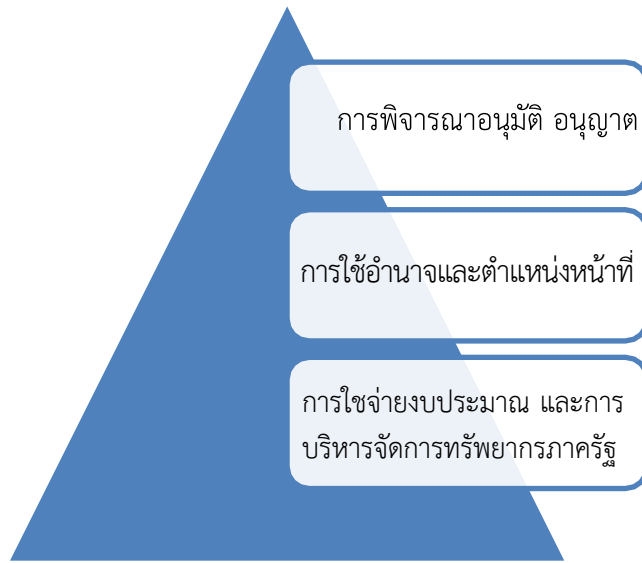 การพิจารณาอนุมัติ อนุญาต
การใช้อำนาจและตำแหน่งหน้าที่
การใชจ่ายงบประมาณ และการ
บริหารจัดการทรัพยากรภาครัฐ